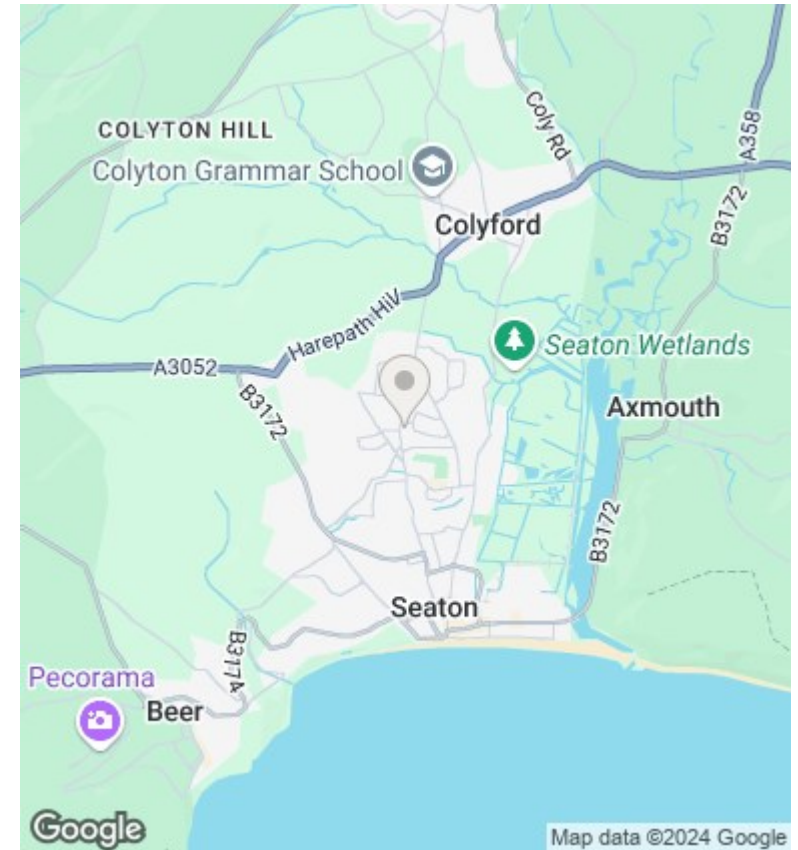 COLYTON HILL
Colyton Grammar School
Coly Rd
A358
B3172
Colyford
Harepath Hill
Seaton Wetlands
A3052
B3172
Axmouth
B3172
Seaton
B3174
Pecorama
Beer
Google
Map data ©2024 Google